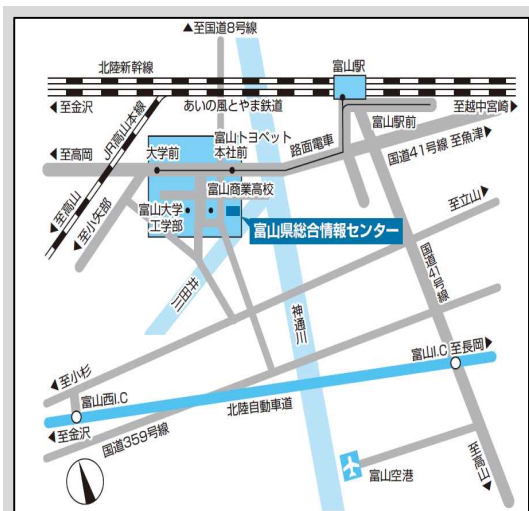 ▲至国道8号線
北陸新幹線
富山駅
◀至金沢
あいの風とやま鉄道
至越中宮崎▶
JR高山本線
富山駅前
富山トヨペット
本社前
路面電車
国道41号線 至魚津▶
◀至高岡
大学前
富山商業高校
◀至高山
◀至小矢部
富山大学
工学部
至立山▶
富山県総合情報センター
井田川
神通川
国道41号線
富山I.C
至長岡▶
◀至小杉
富山西I.C
北陸自動車道
◀至金沢
国道359号線
富山空港
至高山▶